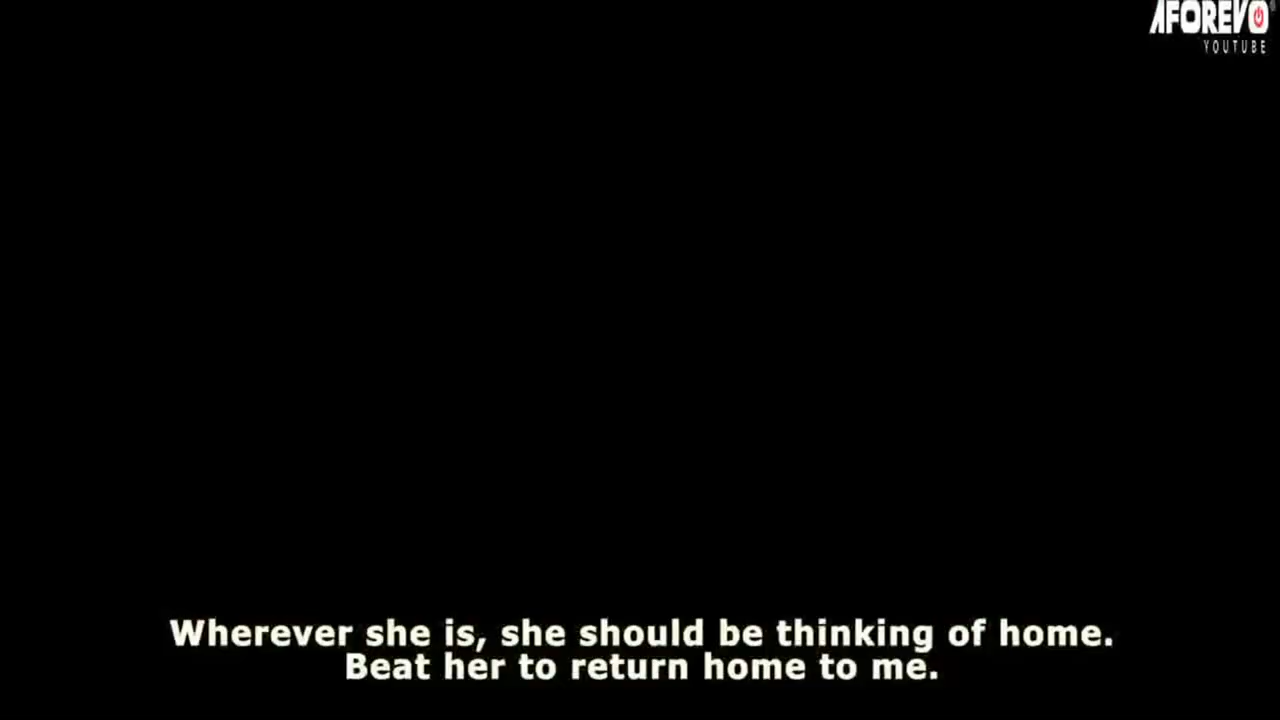 AFOREVO
YOUTUBE
Wherever she is, she should be thinking of home.
Beat her to return home to me.